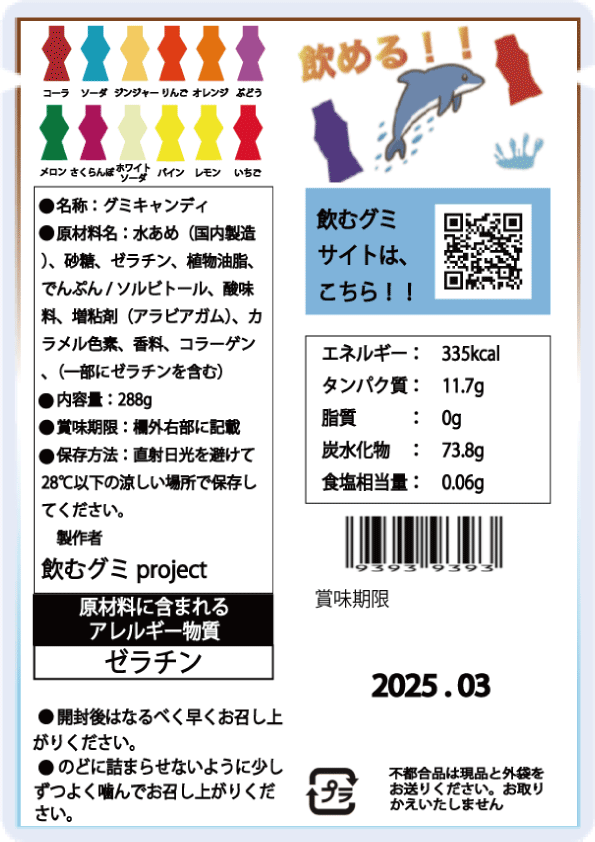 コーラ ソーダ ジンジャー りんご オレンジ ぶどう
メロン さくらんぼ ホワイトソーダ パイン レモン いちご
●名称：グミキャンディ
●原材料名：水あめ（国内製造
）、砂糖、ゼラチン、植物油脂、
でんぷん / ソルビトール、酸味
料、増粘剤（アラビアガム）、カ
ラメル色素、香料、コラーゲン
、（一部にゼラチンを含む）
●内容量：288g
●賞味期限：欄外右部に記載
●保存方法：直射日光を避けて
28℃以下の涼しい場所で保存し
てください。
製作者
飲むグミ project
原材料に含まれる
アレルギー物質
ゼラチン
●開封後はなるべく早くお召し上
がりください。
●のどに詰まらせないように少し
ずつよく噛んでお召し上がりくだ
さい。
飲める！！
飲むグミ
サイトは、
こちら！！
エネルギー： 335kcal
タンパク質： 11.7g
脂質 ： 0g
炭水化物 ： 73.8g
食塩相当量： 0.06g
9393 9393
賞味期限
2025 . 03
プラ
不都合品は現品と外袋を
お送りください。お取り
かえいたしません